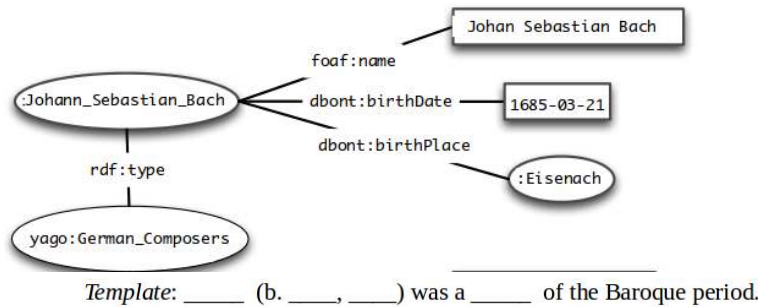 Johan Sebastian Bach
foaf:name
:Johann_Sebastian_Bach
dbont:birthDate
1685-03-21
dbont:birthPlace
rdf:type
:Eisenach
yago:German_Composers
Template: _____ (b. ____, ____) was a _____ of the Baroque period.